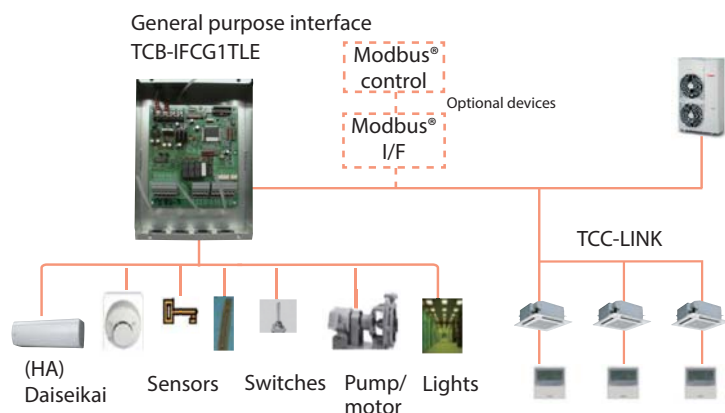 General purpose interface
TCB-IFCG1TLE
Modbus®
control
Optional devices
Modbus®
I/F
TCC-LINK
(HA)
Daiseikai
Sensors
Switches
Pump/
motor
Lights